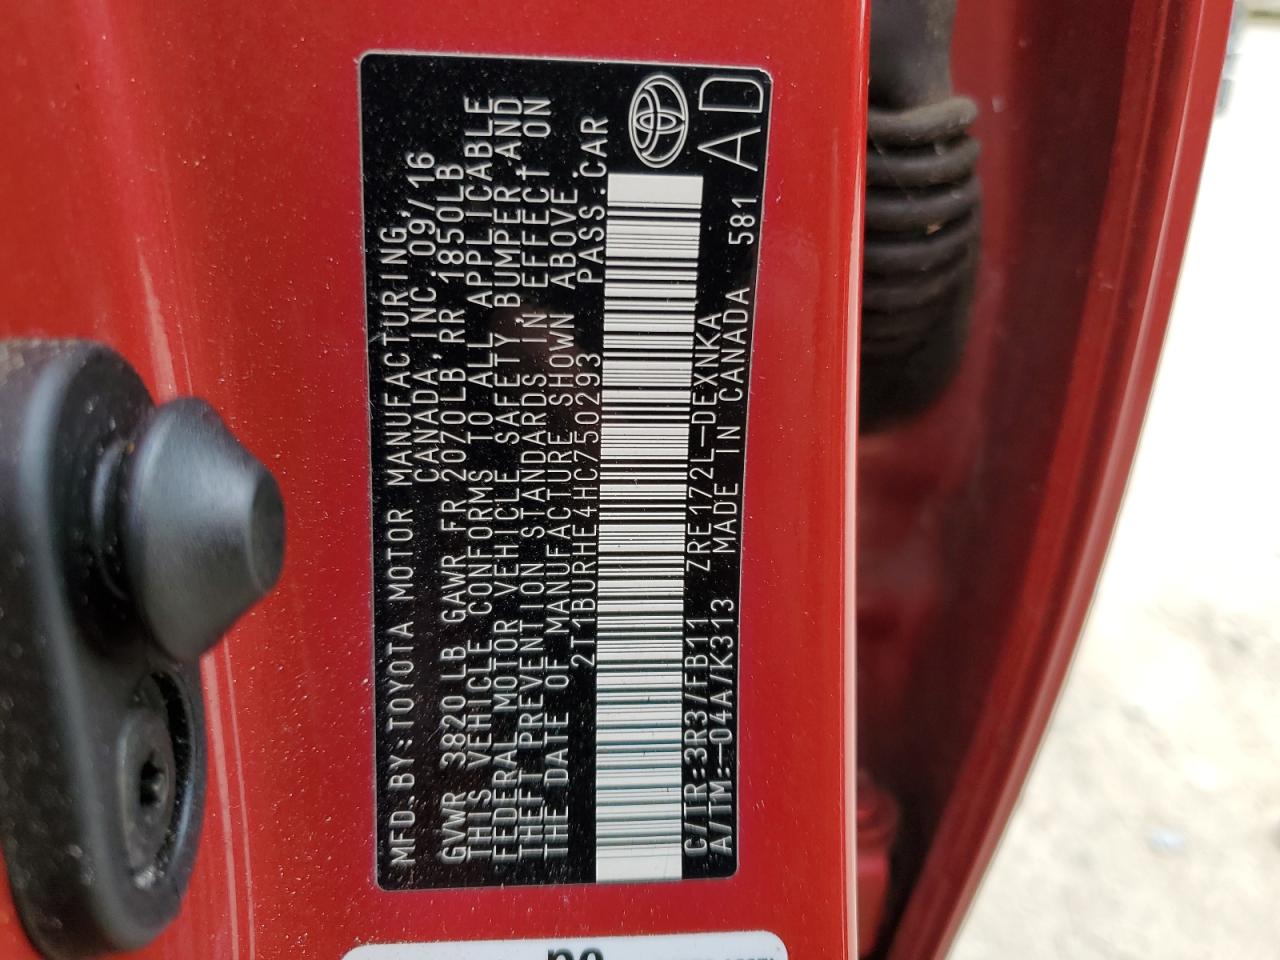 MFD.BY:TOYOTA MOTOR MANUFACTURING,
CANADA, INC. 09/16
GVWR 3820LB GAWR FR 2070LB, RR 1850LB
THIS VEHICLE CONFORMS TO ALL APPLICABLE
FEDERAL MOTOR VEHICLE SAFETY, BUMPER, AND
THEFT PREVENTION STANDARDS IN EFFECT ON
THE DATE OF MANUFACTURE SHOWN ABOVE.
2T1BURHE4HC750293 PASS.CAR
C/TR:3R3/FB11 ZRE172L-DEXNKA
A/TM:-04A/K313 MADE IN CANADA 581
AD